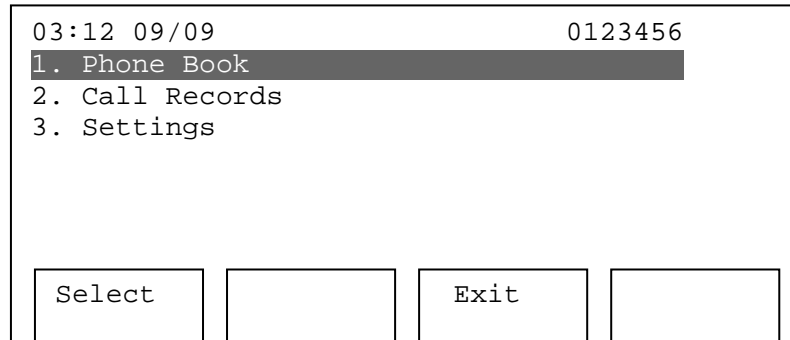 03:12 09/09 0123456
1. Phone Book
2. Call Records
3. Settings
Select Exit